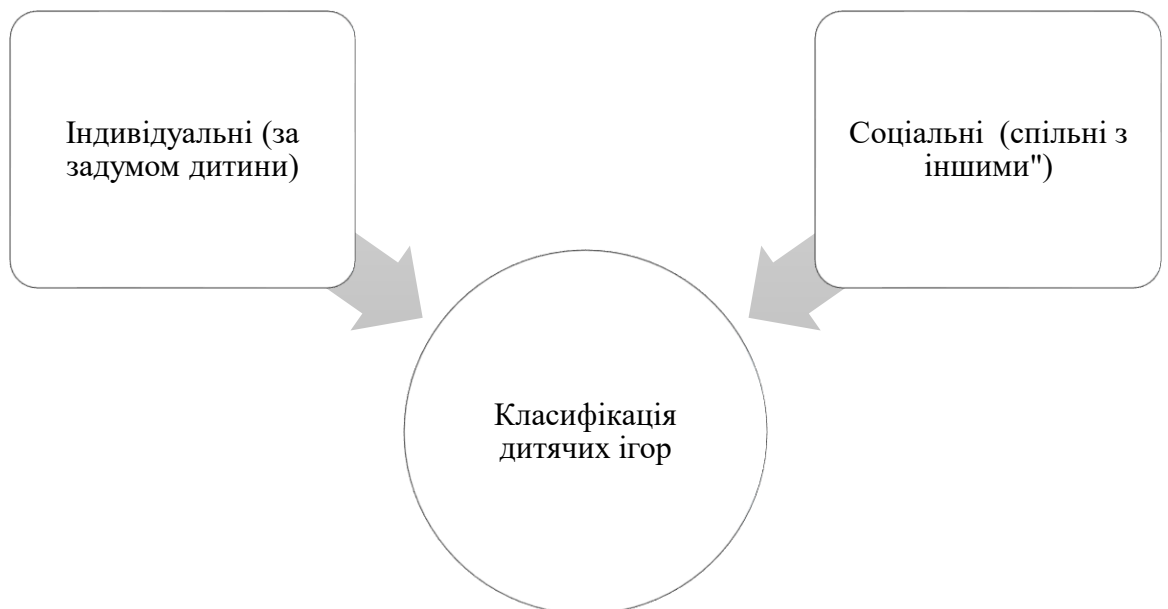 Індивідуальні (за
задумом дитини)
Соціальні  (спільні з
іншими")
Класифікація
дитячих ігор